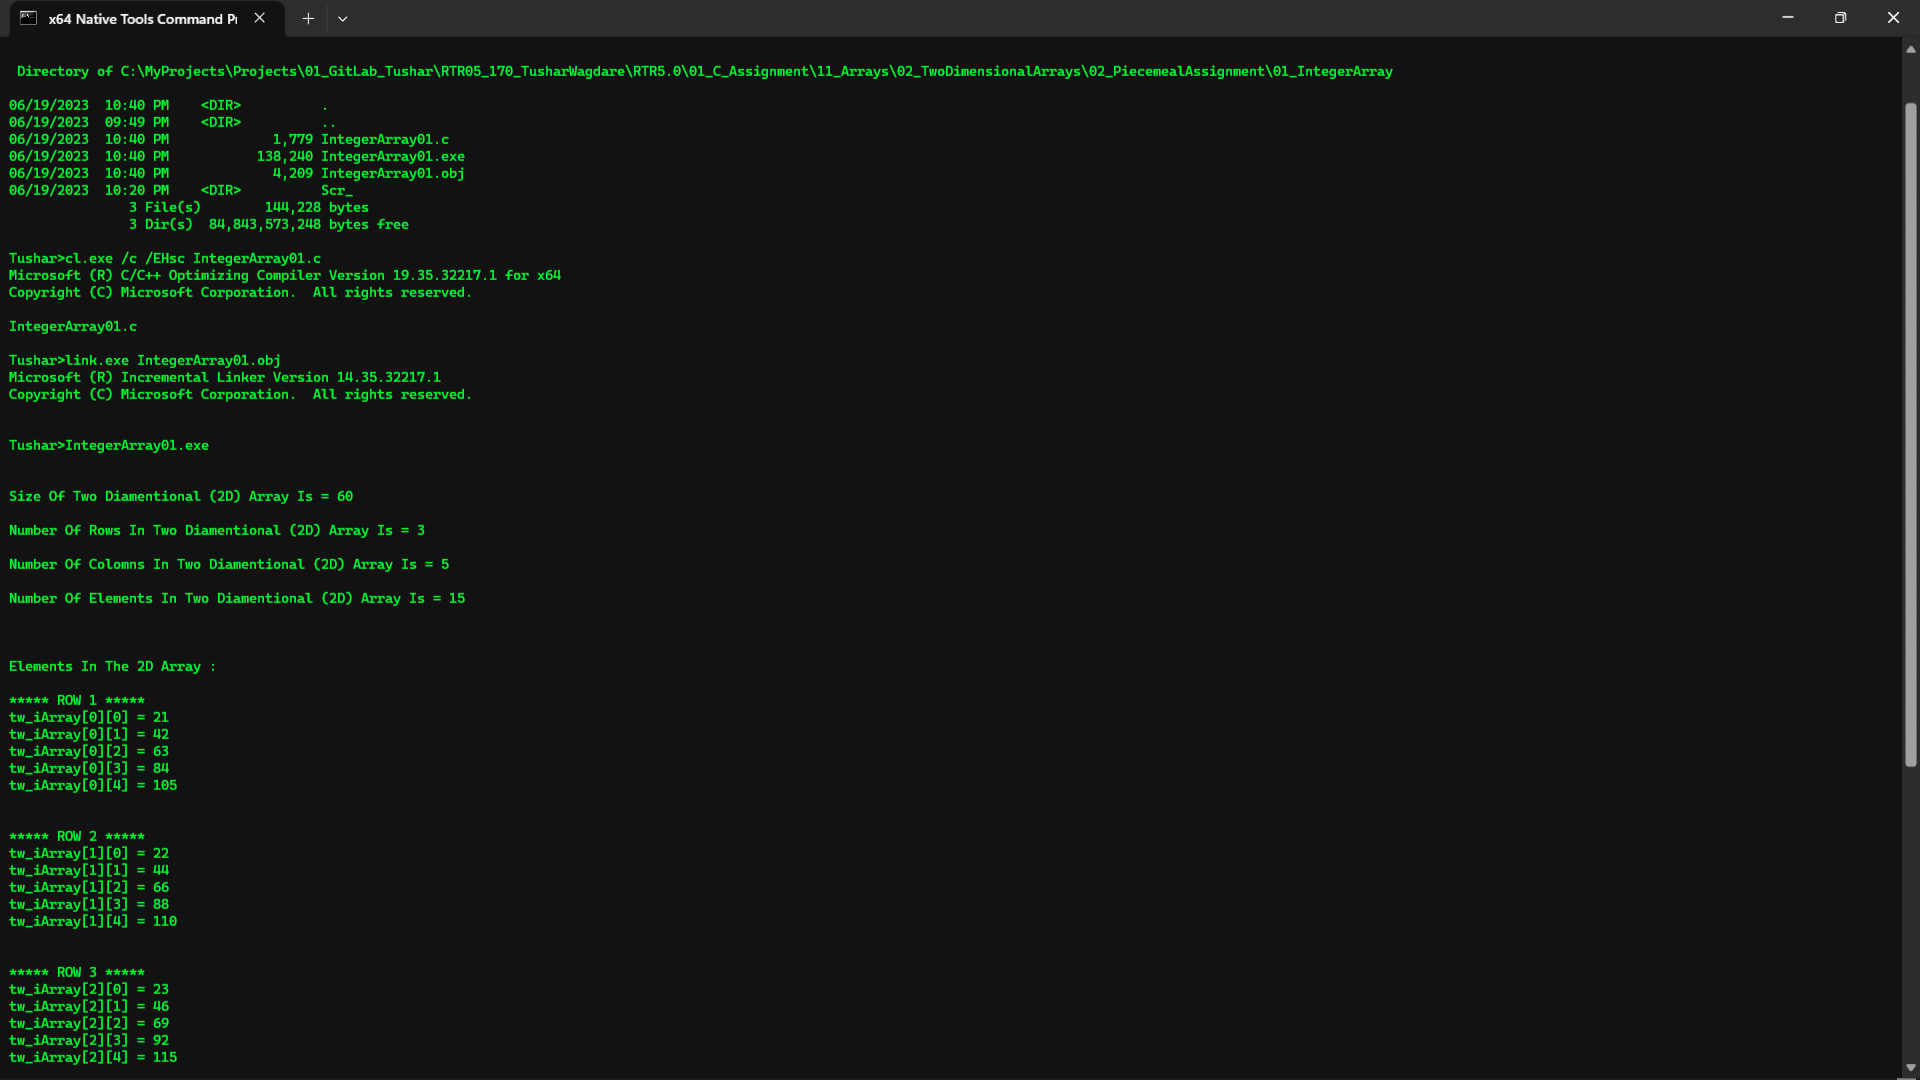 x64 Native Tools Command P
Directory of C:\MyProjects\Projects\01_GitLab_Tushar\RTR05_170_TusharWagdare\RTR5.0\01_C_Assignment\11_Arrays\02_TwoDimensionalArrays\02_PiecemealAssignment\01_IntegerArray
06/19/2023  10:40 PM    <DIR>          .
06/19/2023  09:49 PM    <DIR>          ..
06/19/2023  10:40 PM             1,779 IntegerArray01.c
06/19/2023  10:40 PM           138,240 IntegerArray01.exe
06/19/2023  10:40 PM             4,209 IntegerArray01.obj
06/19/2023  10:20 PM    <DIR>          Scr_
3 File(s)        144,228 bytes
3 Dir(s)  84,843,573,248 bytes free
Tushar>cl.exe /c /EHsc IntegerArray01.c
Microsoft (R) C/C++ Optimizing Compiler Version 19.35.32217.1 for x64
Copyright (C) Microsoft Corporation.  All rights reserved.
IntegerArray01.c
Tushar>link.exe IntegerArray01.obj
Microsoft (R) Incremental Linker Version 14.35.32217.1
Copyright (C) Microsoft Corporation.  All rights reserved.
Tushar>IntegerArray01.exe
Size Of Two Diamentional (2D) Array Is = 60
Number Of Rows In Two Diamentional (2D) Array Is = 3
Number Of Colomns In Two Diamentional (2D) Array Is = 5
Number Of Elements In Two Diamentional (2D) Array Is = 15
Elements In The 2D Array :
***** ROW 1 *****
tw_iArray[0][0] = 21
tw_iArray[0][1] = 42
tw_iArray[0][2] = 63
tw_iArray[0][3] = 84
tw_iArray[0][4] = 105
***** ROW 2 *****
tw_iArray[1][0] = 22
tw_iArray[1][1] = 44
tw_iArray[1][2] = 66
tw_iArray[1][3] = 88
tw_iArray[1][4] = 110
***** ROW 3 *****
tw_iArray[2][0] = 23
tw_iArray[2][1] = 46
tw_iArray[2][2] = 69
tw_iArray[2][3] = 92
tw_iArray[2][4] = 115